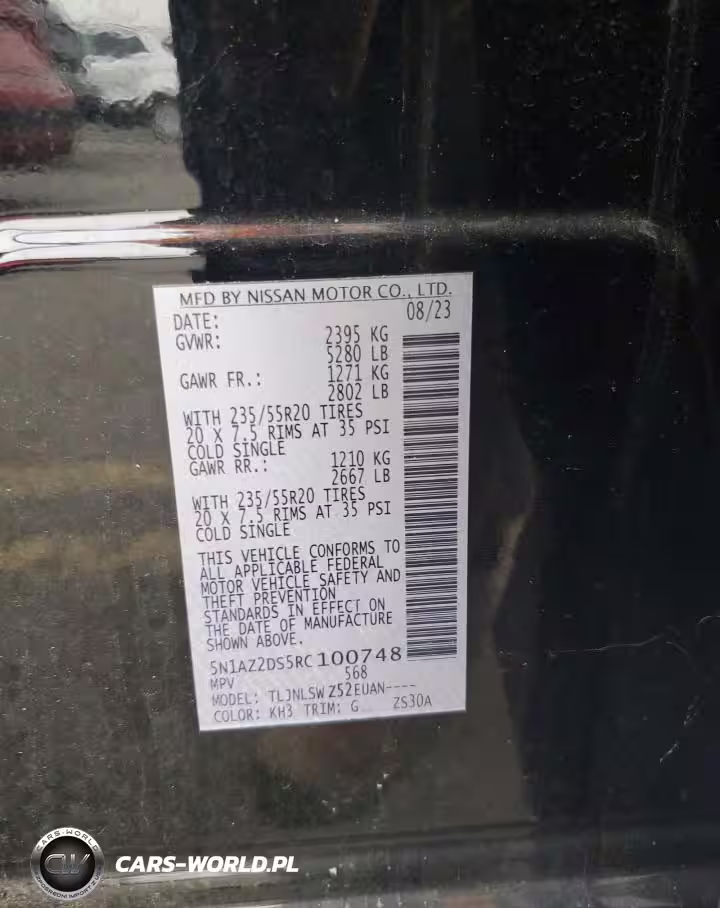 MFD BY NISSAN MOTOR CO., LTD.
DATE: 08/23
GVWR: 2395 KG
5280 LB
GAWR FR.: 1271 KG
2802 LB
WITH 235/55R20 TIRES
20 X 7.5 RIMS AT 35 PSI
COLD SINGLE
GAWR RR.: 1210 KG
2667 LB
WITH 235/55R20 TIRES
20 X 7.5 RIMS AT 35 PSI
COLD SINGLE
THIS VEHICLE CONFORMS TO
ALL APPLICABLE FEDERAL
MOTOR VEHICLE SAFETY AND
THEFT PREVENTION
STANDARDS IN EFFECT ON
THE DATE OF MANUFACTURE
SHOWN ABOVE.
5N1AZ2DS5RC100748
MPV 568
MODEL: TLJNLSW Z52EUAN----
COLOR: KH3 TRIM: G ZS30A
CARS-WORLD
CW
CARS-WORLD.PL